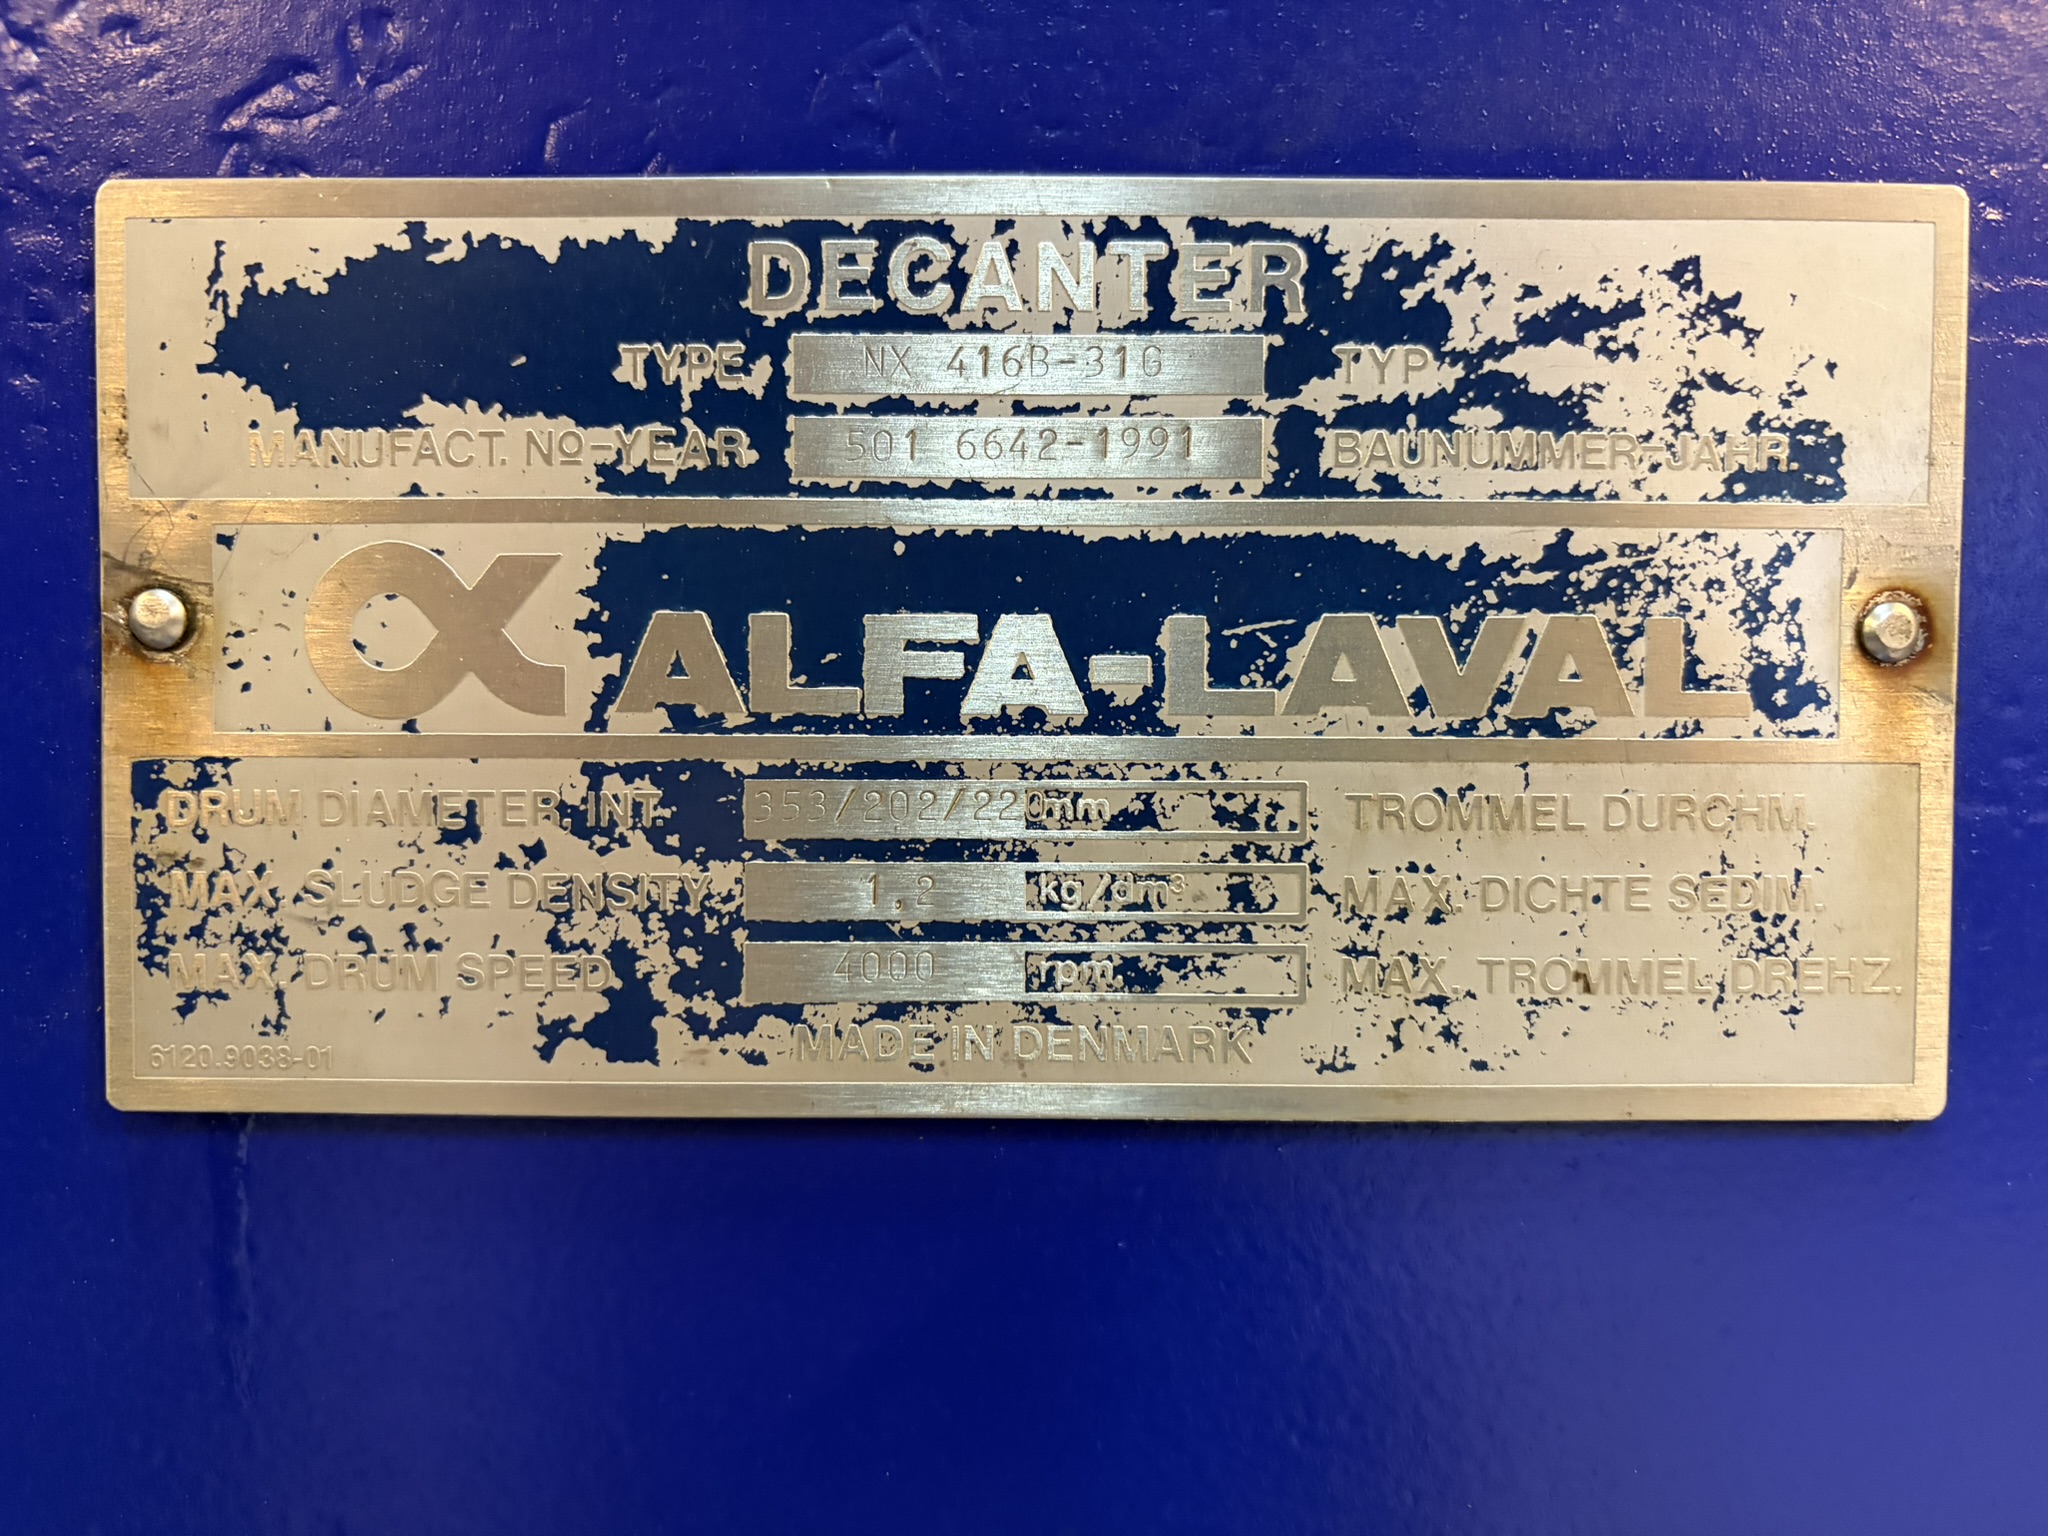 DECANTER
TYPE NX 416B-31G TYP
MANUFACT. Nº-YEAR 501 6642-1991 BAUNUMMER-JAHR
ALFA-LAVAL
DRUM DIAMETER, INT. 353/202/220mm TROMMEL DURCHM.
MAX. SLUDGE DENSITY 1,2 kg/dm³ MAX. DICHTE SEDIM.
MAX. DRUM SPEED 4000 rpm MAX. TROMMEL DREHZ.
MADE IN DENMARK
6120.9038-01